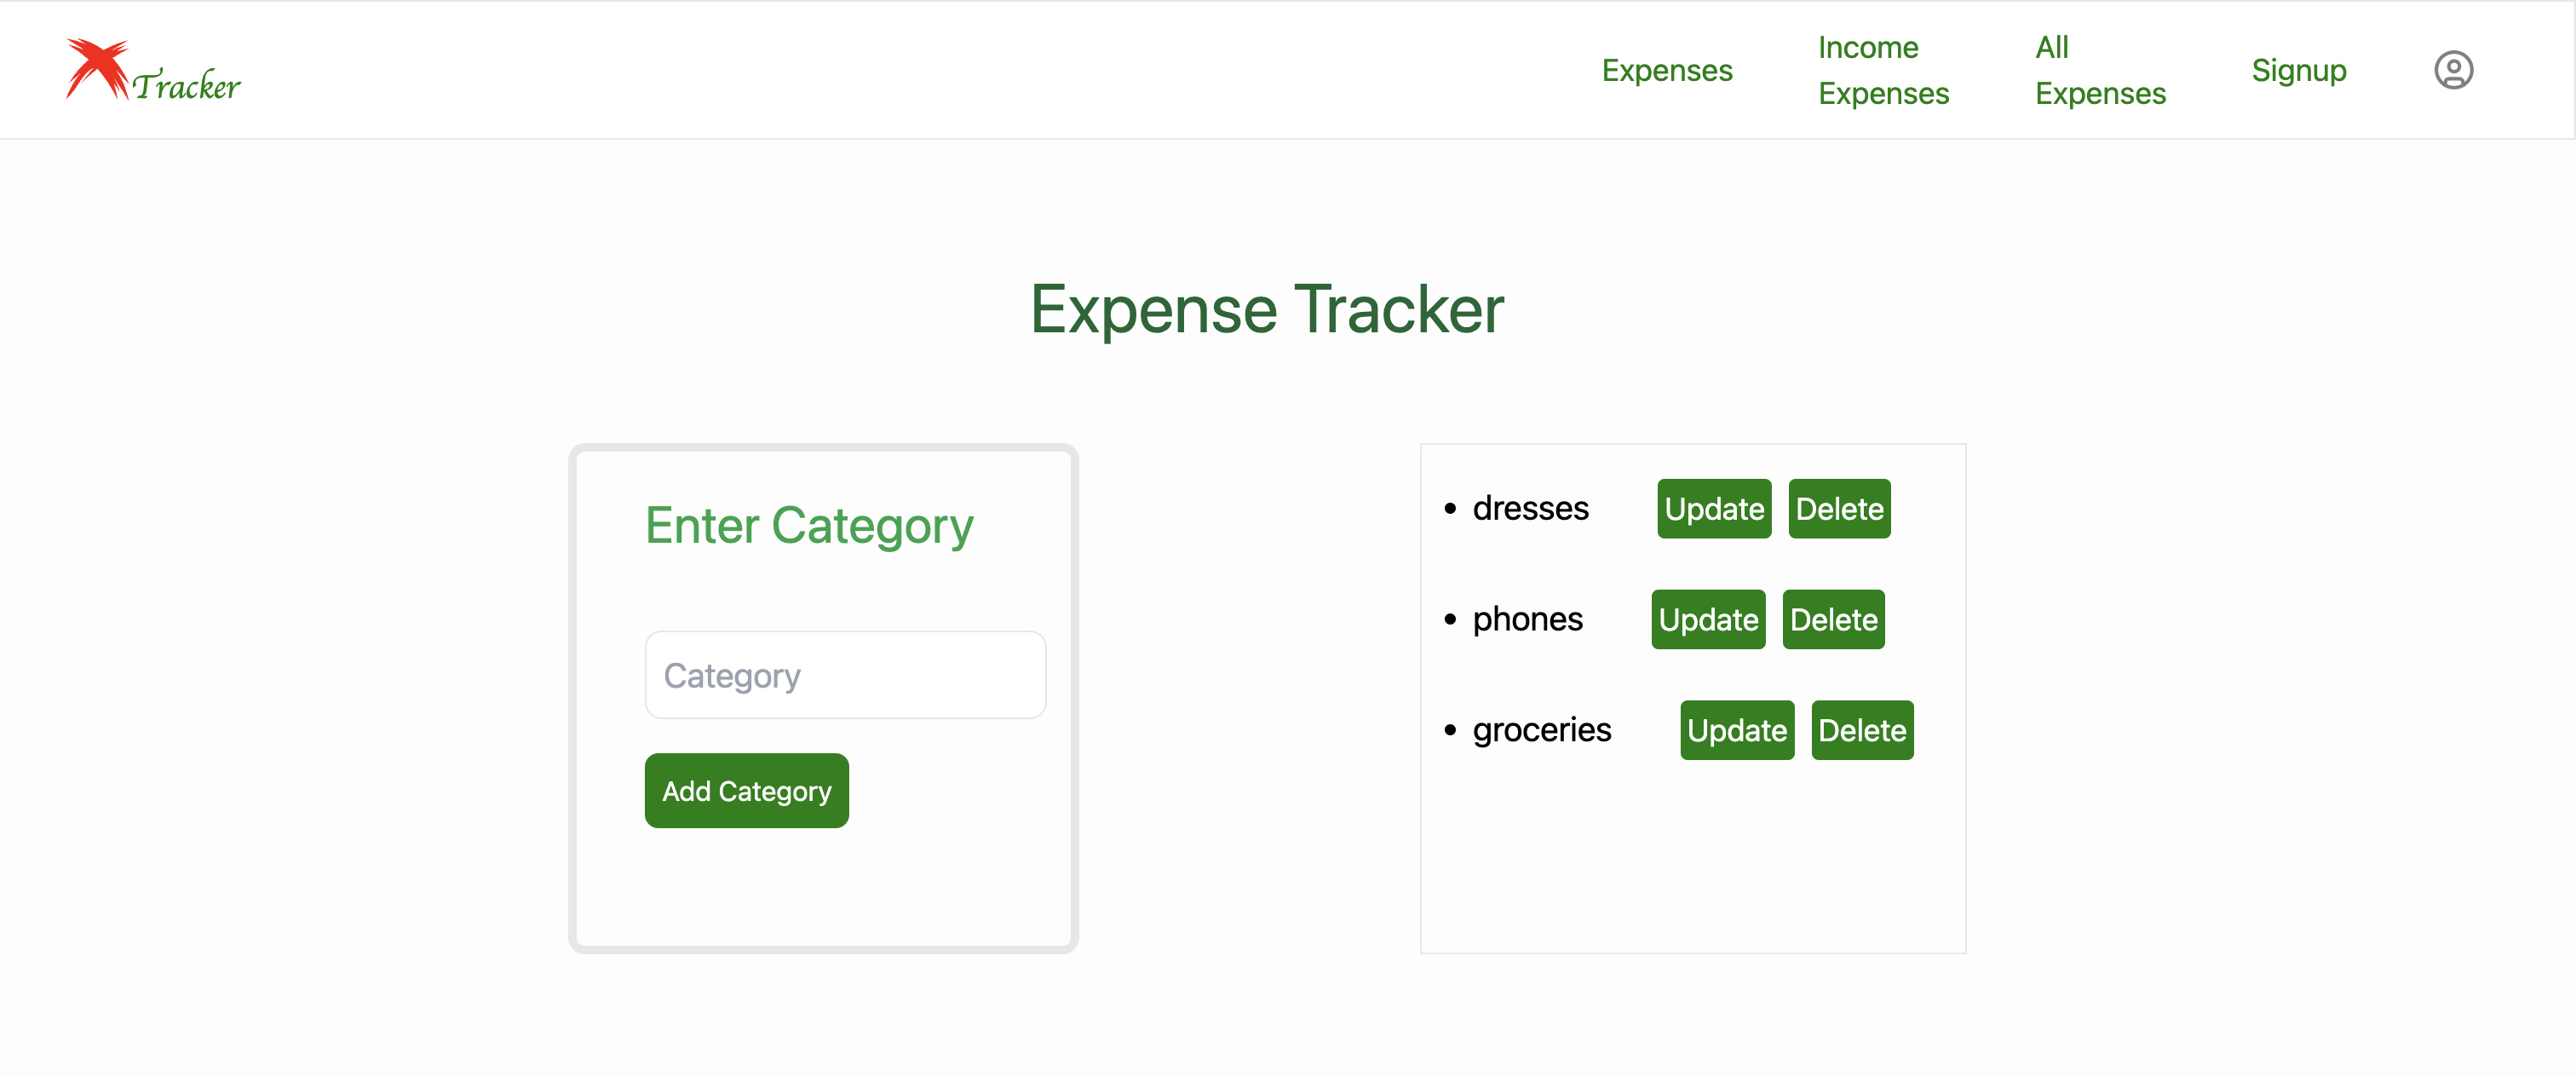 X Tracker
Expenses
Income
Expenses
All
Expenses
Signup
Expense Tracker
Enter Category
Category
Add Category
• dresses Update Delete
• phones Update Delete
• groceries Update Delete